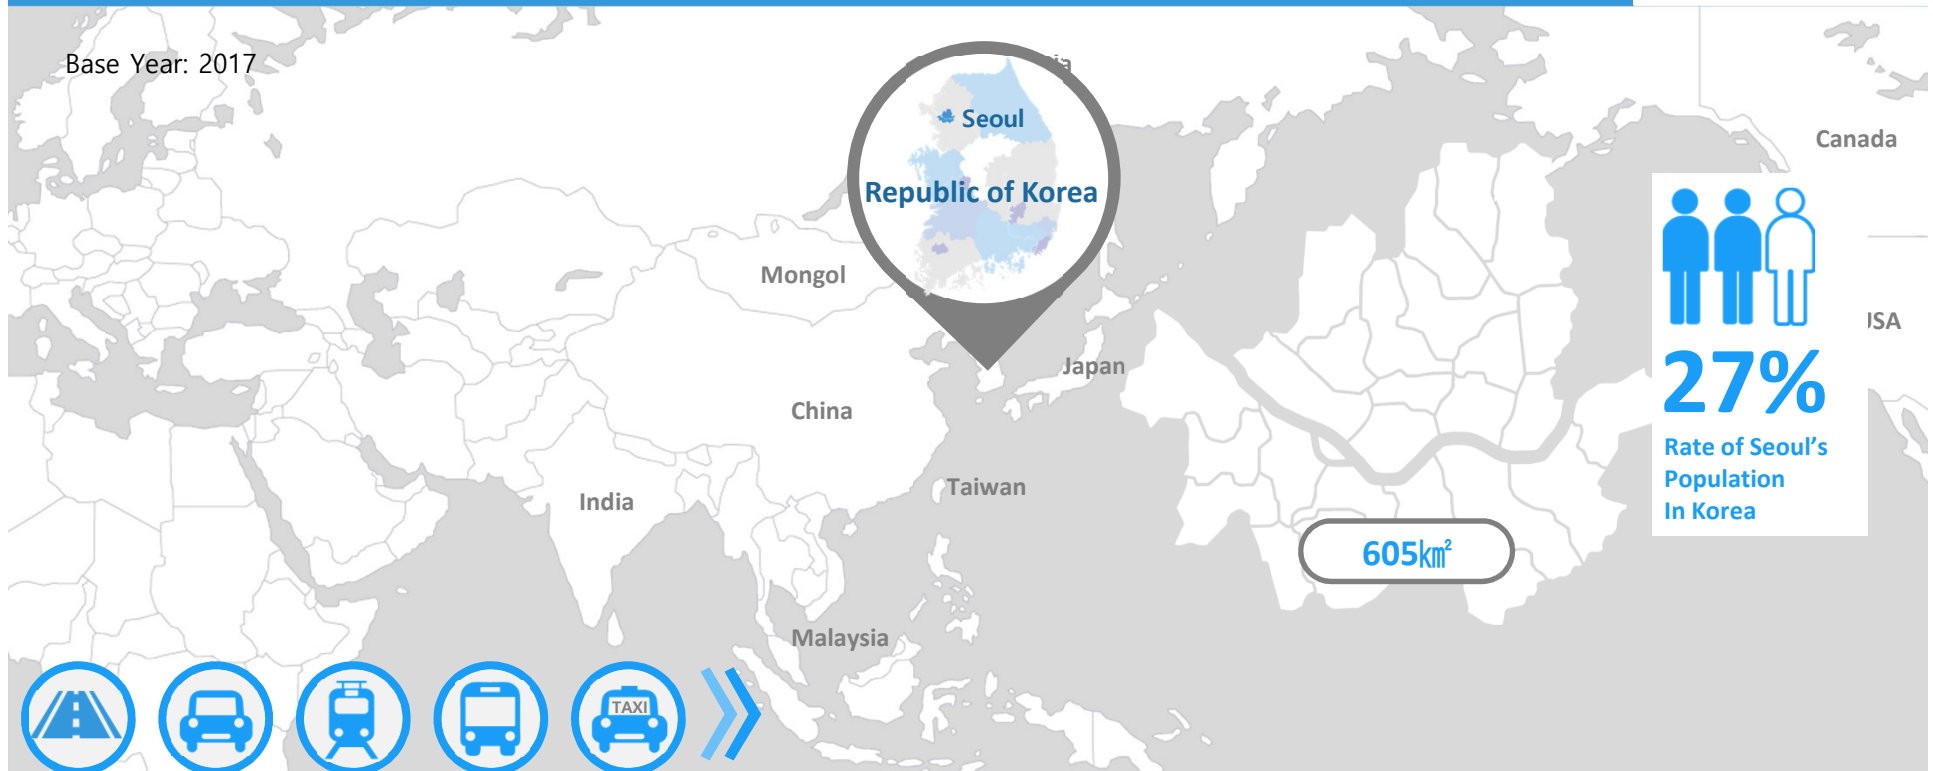 Base Year: 2017
Seoul
Republic of Korea
Canada
Mongol
Japan
China
Taiwan
India
Malaysia
27%
Rate of Seoul's
Population
In Korea
605㎢
TAXI